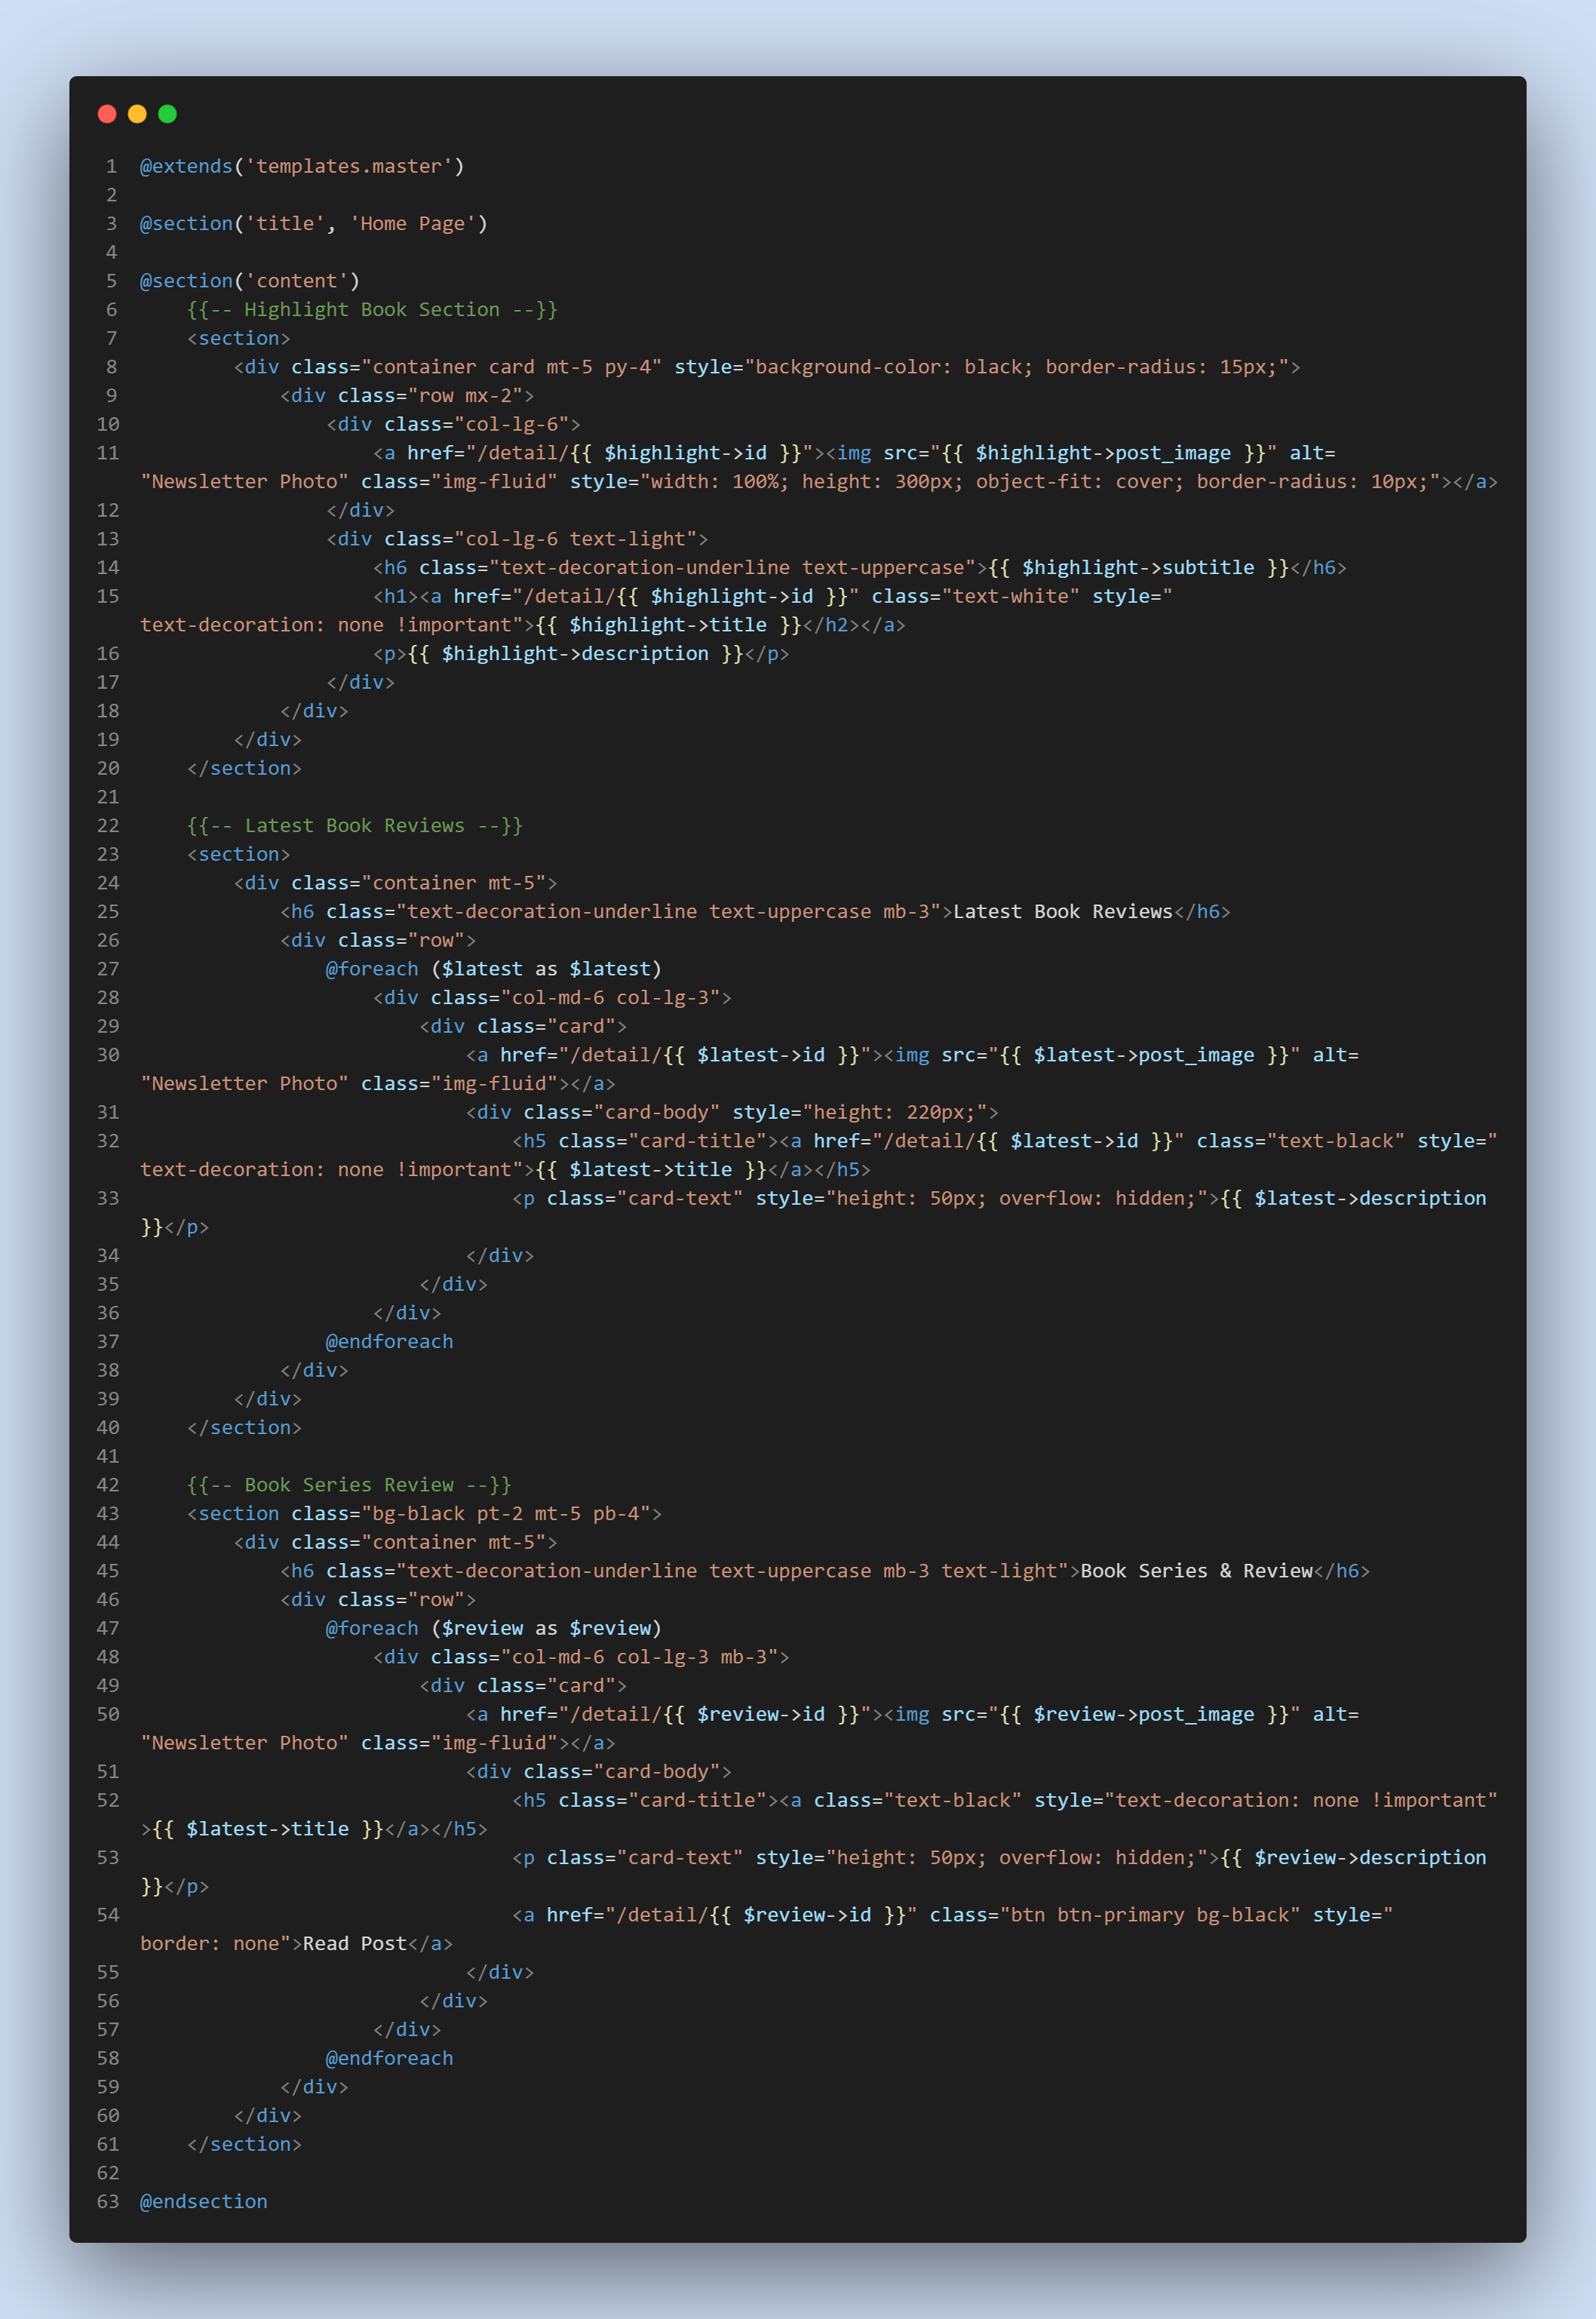 1 @extends('templates.master')
2
3 @section('title', 'Home Page')
4
5 @section('content')
6     {{-- Highlight Book Section --}}
7     <section>
8         <div class="container card mt-5 py-4" style="background-color: black; border-radius: 15px;">
9             <div class="row mx-2">
10                 <div class="col-lg-6">
11                     <a href="/detail/{{ $highlight->id }}"><img src="{{ $highlight->post_image }}" alt=
"Newsletter Photo" class="img-fluid" style="width: 100%; height: 300px; object-fit: cover; border-radius: 10px;"></a>
12                 </div>
13                 <div class="col-lg-6 text-light">
14                     <h6 class="text-decoration-underline text-uppercase">{{ $highlight->subtitle }}</h6>
15                     <h1><a href="/detail/{{ $highlight->id }}" class="text-white" style="
text-decoration: none !important">{{ $highlight->title }}</h2></a>
16                     <p>{{ $highlight->description }}</p>
17                 </div>
18             </div>
19         </div>
20     </section>
21
22     {{-- Latest Book Reviews --}}
23     <section>
24         <div class="container mt-5">
25             <h6 class="text-decoration-underline text-uppercase mb-3">Latest Book Reviews</h6>
26             <div class="row">
27                 @foreach ($latest as $latest)
28                     <div class="col-md-6 col-lg-3">
29                         <div class="card">
30                             <a href="/detail/{{ $latest->id }}"><img src="{{ $latest->post_image }}" alt=
"Newsletter Photo" class="img-fluid"></a>
31                             <div class="card-body" style="height: 220px;">
32                                 <h5 class="card-title"><a href="/detail/{{ $latest->id }}" class="text-black" style="
text-decoration: none !important">{{ $latest->title }}</a></h5>
33                                 <p class="card-text" style="height: 50px; overflow: hidden;">{{ $latest->description
}}</p>
34                             </div>
35                         </div>
36                     </div>
37                 @endforeach
38             </div>
39         </div>
40     </section>
41
42     {{-- Book Series Review --}}
43     <section class="bg-black pt-2 mt-5 pb-4">
44         <div class="container mt-5">
45             <h6 class="text-decoration-underline text-uppercase mb-3 text-light">Book Series & Review</h6>
46             <div class="row">
47                 @foreach ($review as $review)
48                     <div class="col-md-6 col-lg-3 mb-3">
49                         <div class="card">
50                             <a href="/detail/{{ $review->id }}"><img src="{{ $review->post_image }}" alt=
"Newsletter Photo" class="img-fluid"></a>
51                             <div class="card-body">
52                                 <h5 class="card-title"><a class="text-black" style="text-decoration: none !important"
>{{ $latest->title }}</a></h5>
53                                 <p class="card-text" style="height: 50px; overflow: hidden;">{{ $review->description
}}</p>
54                                 <a href="/detail/{{ $review->id }}" class="btn btn-primary bg-black" style="
border: none">Read Post</a>
55                             </div>
56                         </div>
57                     </div>
58                 @endforeach
59             </div>
60         </div>
61     </section>
62
63 @endsection